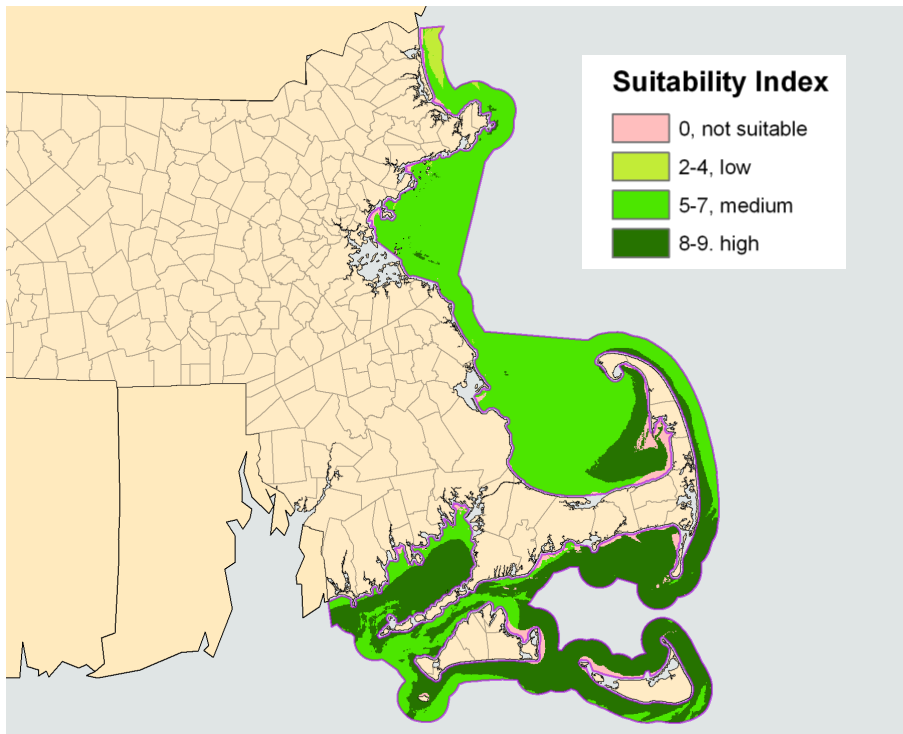 Suitability Index
0, not suitable
2-4, low
5-7, medium
8-9. high